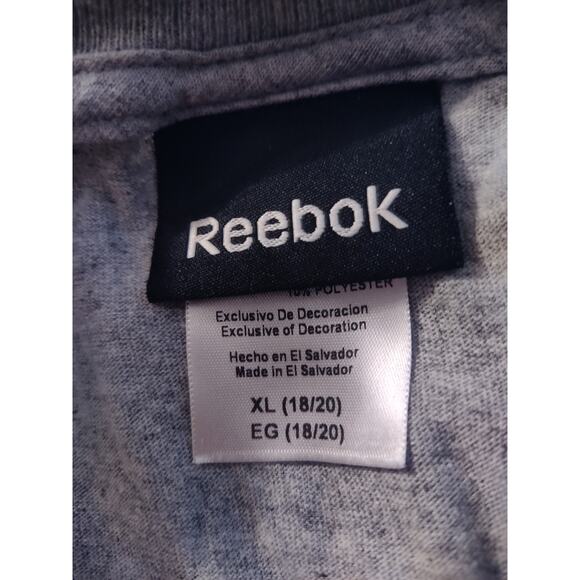 Reebok
10% POLYESTER
Exclusivo De Decoracion
Exclusive of Decoration
Hecho en El Salvador
Made in El Salvador
XL (18/20)
EG (18/20)